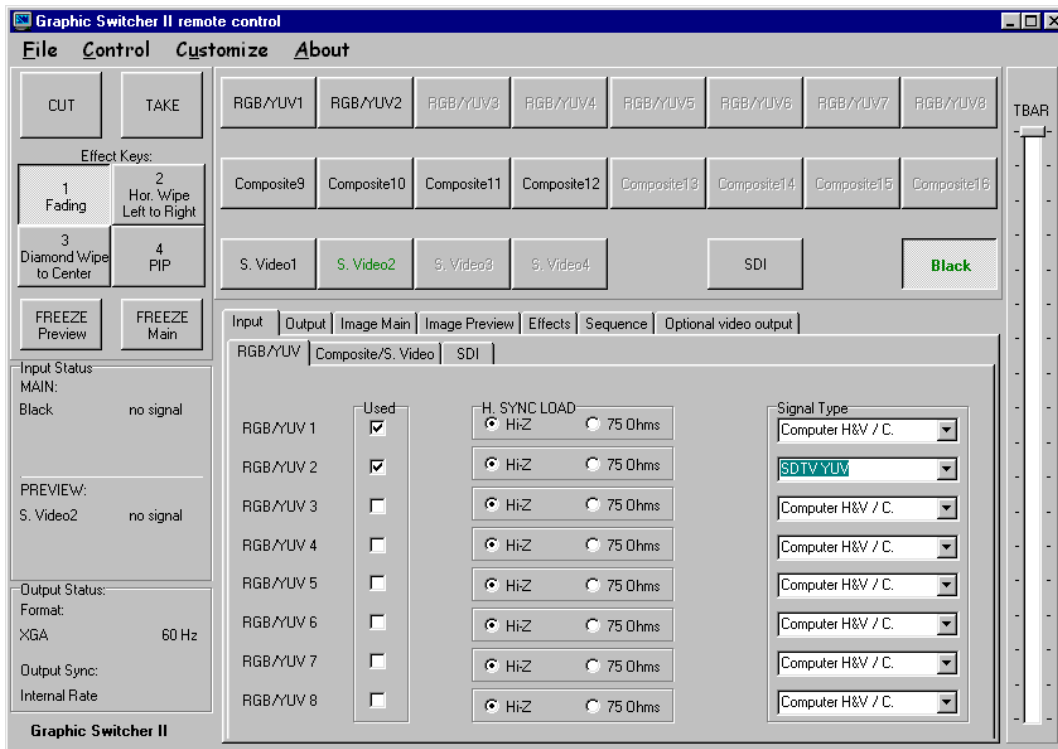 Graphic Switcher II remote control
File Control Customize About
CUT TAKE
Effect Keys:
1 Fading
2 Hor. Wipe Left to Right
3 Diamond Wipe to Center
4 PIP
FREEZE Preview
FREEZE Main
RGB/YUV1 RGB/YUV2 RGB/YUV3 RGB/YUV4 RGB/YUV5 RGB/YUV6 RGB/YUV7 RGB/YUV8
Composite9 Composite10 Composite11 Composite12 Composite13 Composite14 Composite15 Composite16
S. Video1 S. Video2 S. Video3 S. Video4 SDI Black
TBAR
Input Status
MAIN:
Black no signal
PREVIEW:
S. Video2 no signal
Output Status:
Format:
XGA 60 Hz
Output Sync:
Internal Rate
Graphic Switcher II
Input Output Image Main Image Preview Effects Sequence Optional video output
RGB/YUV Composite/S. Video SDI
Used H. SYNC LOAD Signal Type
RGB/YUV 1 Hi-Z 75 Ohms Computer H&V / C.
RGB/YUV 2 Hi-Z 75 Ohms SDTV YUV
RGB/YUV 3 Hi-Z 75 Ohms Computer H&V / C.
RGB/YUV 4 Hi-Z 75 Ohms Computer H&V / C.
RGB/YUV 5 Hi-Z 75 Ohms Computer H&V / C.
RGB/YUV 6 Hi-Z 75 Ohms Computer H&V / C.
RGB/YUV 7 Hi-Z 75 Ohms Computer H&V / C.
RGB/YUV 8 Hi-Z 75 Ohms Computer H&V / C.